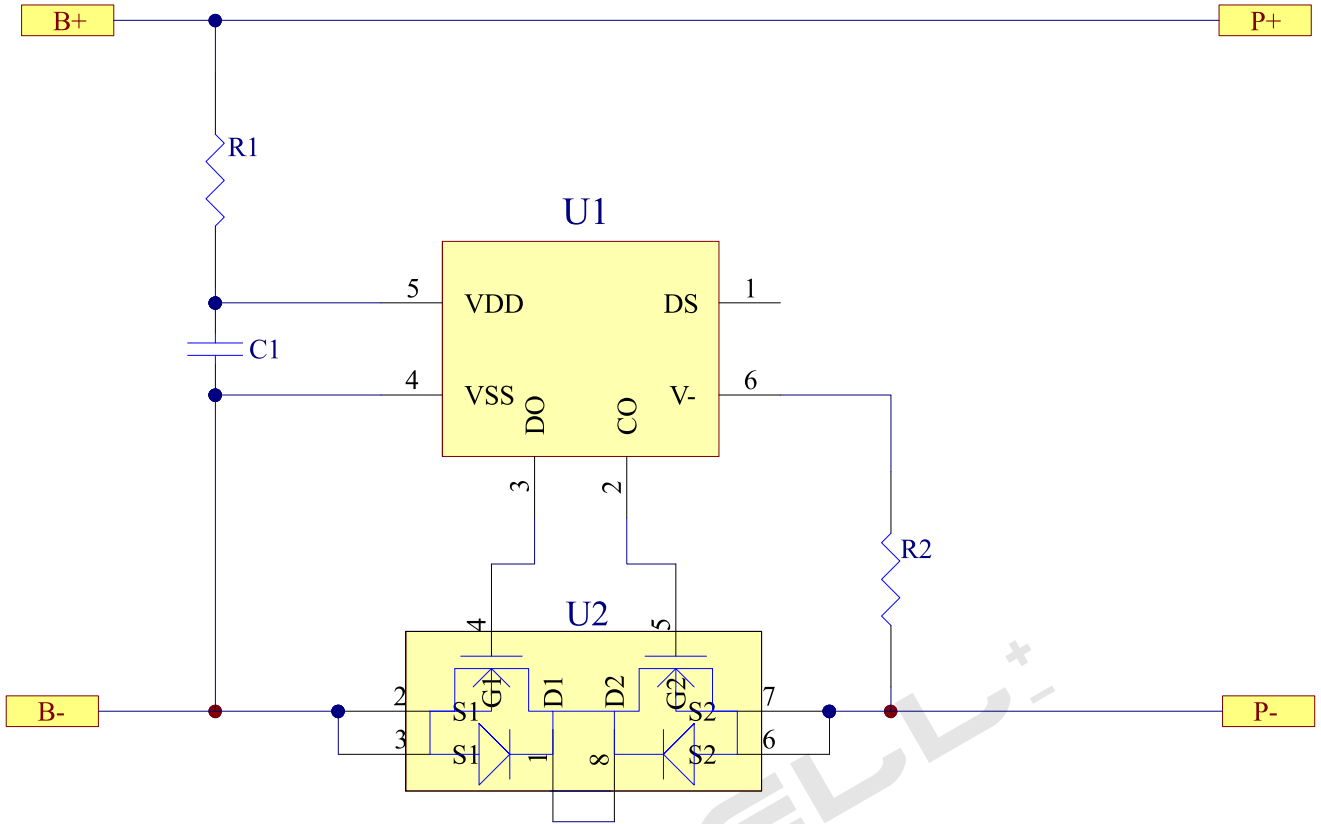 B+ P+
R1
U1
5 VDD DS 1
C1
4 VSS V- 6
DO CO
3 2
R2
U2
4 5
G1 D1 D2 G2
B- 2 S1 S2 7 P-
3 S1 1 8 S2 6